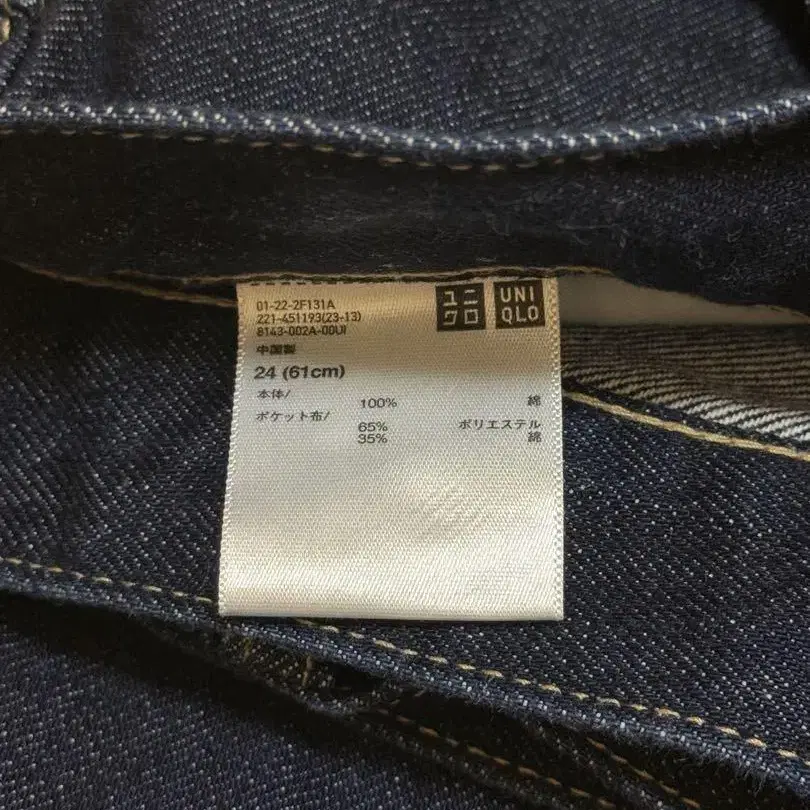 01-22-2F131A
221-451193(23-13)
8143-002A-00UI
ユニ
クロ
UNI
QLO
中国製
24 (61cm)
本体/
100% 綿
ポケット布/
65% ポリエステル
35% 綿